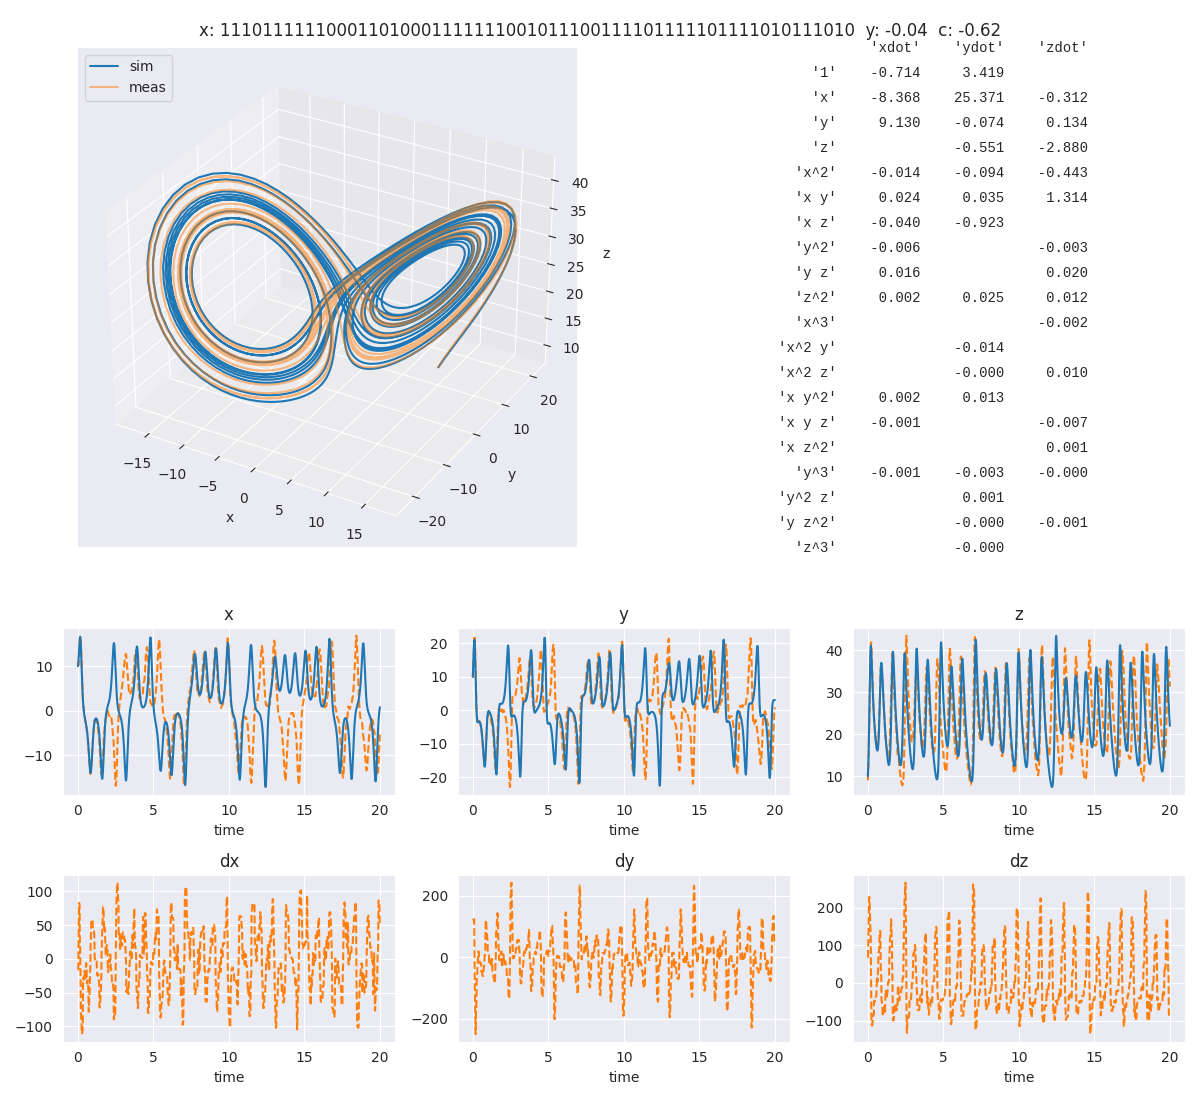 x: 111011111100011010001111111001011100111101111101111010111010 y: -0.04 c: -0.62
sim
meas
40
35
30
25
20
15
10
z
20
10
0
−10
−20
y
−15
−10
−5
0
5
10
15
x
'xdot' 'ydot' 'zdot'
'1' -0.714 3.419
'x' -8.368 25.371 -0.312
'y' 9.130 -0.074 0.134
'z' -0.551 -2.880
'x^2' -0.014 -0.094 -0.443
'x y' 0.024 0.035 1.314
'x z' -0.040 -0.923
'y^2' -0.006 -0.003
'y z' 0.016 0.020
'z^2' 0.002 0.025 0.012
'x^3' -0.002
'x^2 y' -0.014
'x^2 z' -0.000 0.010
'x y^2' 0.002 0.013
'x y z' -0.001 -0.007
'x z^2' 0.001
'y^3' -0.001 -0.003 -0.000
'y^2 z' 0.001
'y z^2' -0.000 -0.001
'z^3' -0.000
x
10
0
−10
0 5 10 15 20
time
y
20
10
0
−10
−20
0 5 10 15 20
time
z
40
30
20
10
0 5 10 15 20
time
dx
100
50
0
−50
−100
0 5 10 15 20
time
dy
200
0
−200
0 5 10 15 20
time
dz
200
100
0
−100
0 5 10 15 20
time